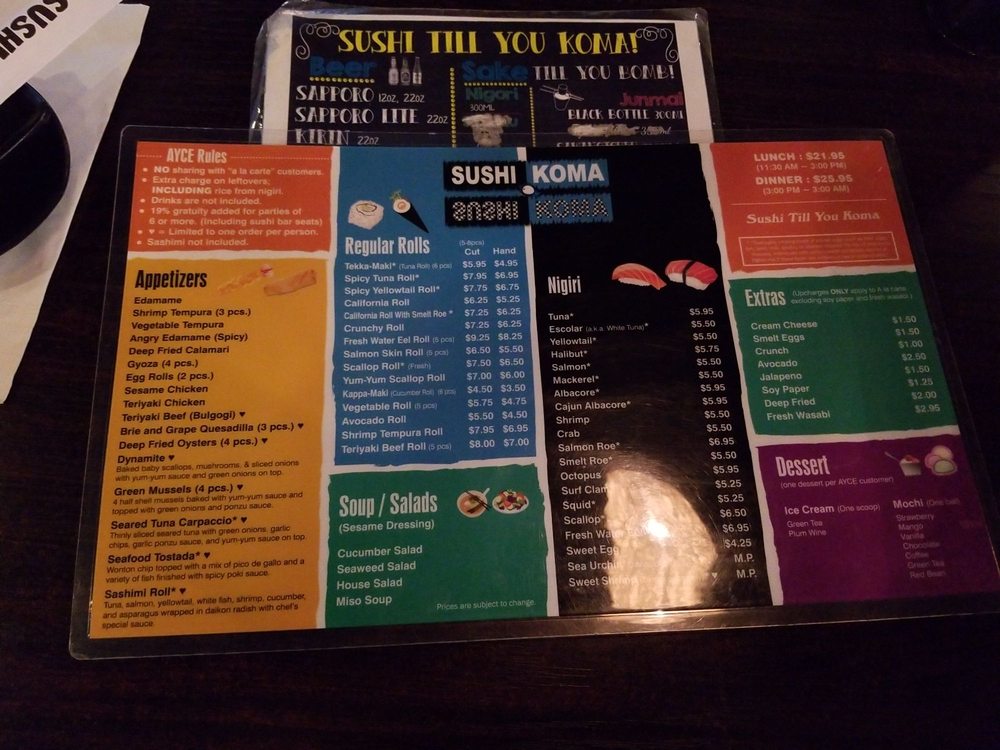 SUSHI
SUSHI TILL YOU KOMA!
Beer
SAPPORO 12oz, 22oz
SAPPORO LITE 22oz
KIRIN 22oz
Sake TILL YOU BOMB!
Nigori
300ML
Junmai
BLACK BOTTLE 300ML
AYCE Rules
• NO sharing with "a la carte" customers.
• Extra charge on leftovers;
INCLUDING rice from nigiri.
• Drinks are not included.
• 19% gratuity added for parties of
6 or more. (Including sushi bar seats)
• ♥ = Limited to one order per person.
• Sashimi not included.
Appetizers
Edamame
Shrimp Tempura (3 pcs.)
Vegetable Tempura
Angry Edamame (Spicy)
Deep Fried Calamari
Gyoza (4 pcs.)
Egg Rolls (2 pcs.)
Sesame Chicken
Teriyaki Chicken
Teriyaki Beef (Bulgogi) ♥
Brie and Grape Quesadilla (3 pcs.) ♥
Deep Fried Oysters (4 pcs.) ♥
Dynamite ♥
Baked baby scallops, mushrooms, & sliced onions
with yum-yum sauce and green onions on top.
Green Mussels (4 pcs.) ♥
4 half shell mussels baked with yum-yum sauce and
topped with green onions and ponzu sauce.
Seared Tuna Carpaccio* ♥
Thinly sliced seared tuna with green onions, garlic
chips, garlic ponzu sauce, and yum-yum sauce on top.
Seafood Tostada* ♥
Wonton chip topped with a mix of pico de gallo and a
variety of fish finished with spicy poki sauce.
Sashimi Roll* ♥
Tuna, salmon, yellowtail, white fish, shrimp, cucumber,
and asparagus wrapped in daikon radish with chef's
special sauce.
SUSHI KOMA
SUSHI KOMA
Regular Rolls
(5-8pcs)
Cut Hand
Tekka-Maki* (Tuna Roll) (6 pcs) $5.95 $4.95
Spicy Tuna Roll* $7.95 $6.95
Spicy Yellowtail Roll* $7.75 $6.75
California Roll $6.25 $5.25
California Roll With Smelt Roe * $7.25 $6.25
Crunchy Roll $7.25 $6.25
Fresh Water Eel Roll (5 pcs) $9.25 $8.25
Salmon Skin Roll (5 pcs) $6.50 $5.50
Scallop Roll* (Fresh) $7.50 $6.50
Yum-Yum Scallop Roll $7.00 $6.00
Kappa-Maki (Cucumber Roll) (6 pcs) $4.50 $3.50
Vegetable Roll (5 pcs) $5.75 $4.75
Avocado Roll $5.50 $4.50
Shrimp Tempura Roll $7.95 $6.95
Teriyaki Beef Roll (5 pcs) $8.00 $7.00
Soup / Salads
(Sesame Dressing)
Cucumber Salad
Seaweed Salad
House Salad
Miso Soup
Prices are subject to change.
Nigiri
Tuna* $5.95
Escolar (a.k.a. White Tuna)* $5.50
Yellowtail* $5.50
Halibut* $5.75
Salmon* $5.50
Mackerel* $5.50
Albacore* $5.95
Cajun Albacore* $5.95
Shrimp $5.50
Crab $5.50
Salmon Roe* $6.95
Smelt Roe* $5.50
Octopus $5.95
Surf Clam $5.25
Squid* $5.25
Scallop* $6.50
Fresh Wat $6.95
Sweet Egg $4.25
Sea Urchin M.P.
Sweet Shrimp ♥ M.P.
LUNCH : $21.95
(11:30 AM – 3:00 PM)
DINNER : $25.95
(3:00 PM – 3:00 AM)
Sushi Till You Koma
Extras (Upcharges ONLY apply to A la carte
excluding soy paper and fresh wasabi.)
Cream Cheese $1.50
Smelt Eggs $1.50
Crunch $1.00
Avocado $2.50
Jalapeno $1.50
Soy Paper $1.25
Deep Fried $2.00
Fresh Wasabi $2.95
Dessert
(one dessert per AYCE customer)
Ice Cream (One scoop)
Green Tea
Plum Wine
Mochi (One ball)
Strawberry
Mango
Vanilla
Chocolate
Coffee
Green Tea
Red Bean